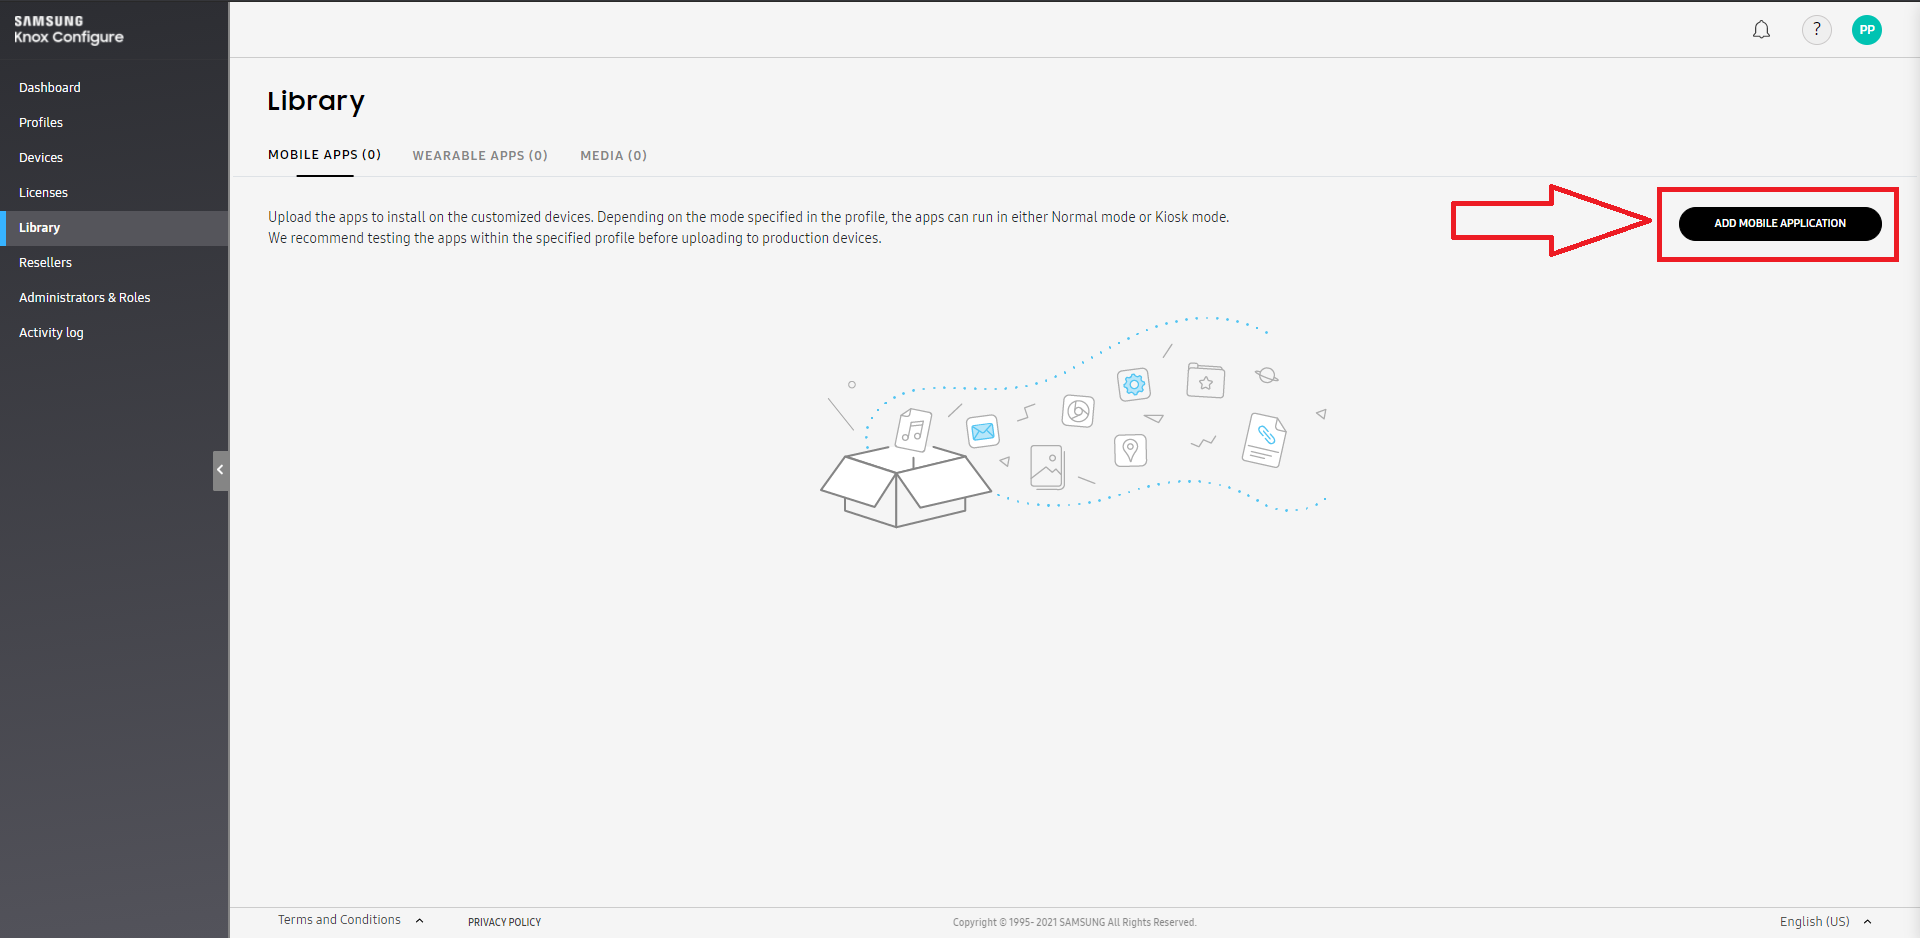 SAMSUNG
Knox Configure
?
PP
Dashboard
Profiles
Devices
Licenses
Library
Resellers
Administrators & Roles
Activity log
Library
MOBILE APPS (0)
WEARABLE APPS (0)
MEDIA (0)
Upload the apps to install on the customized devices. Depending on the mode specified in the profile, the apps can run in either Normal mode or Kiosk mode.
We recommend testing the apps within the specified profile before uploading to production devices.
ADD MOBILE APPLICATION
Terms and Conditions
PRIVACY POLICY
Copyright © 1995- 2021 SAMSUNG All Rights Reserved.
English (US)